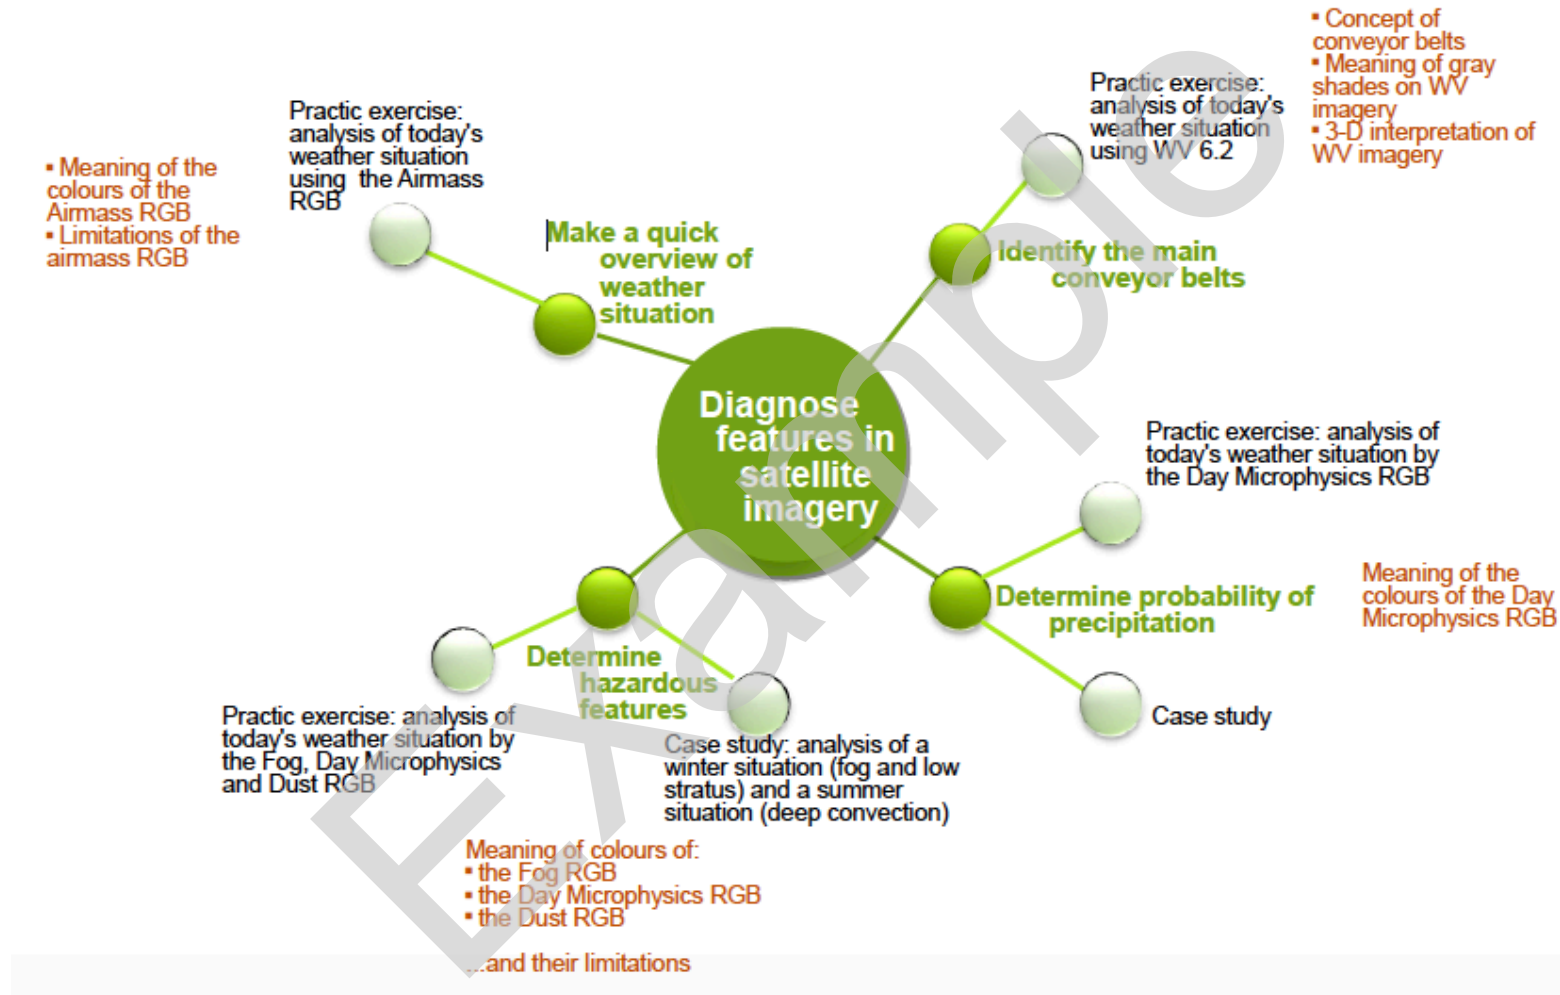 ▪ Concept of
conveyor belts
▪ Meaning of gray
shades on WV
imagery
▪ 3-D interpretation of
WV imagery
Practic exercise:
analysis of today's
weather situation
using WV 6.2
Practic exercise:
analysis of today's
weather situation
using  the Airmass
RGB
▪ Meaning of the
colours of the
Airmass RGB
▪ Limitations of the
airmass RGB
Make a quick
overview of
weather
situation
Identify the main
conveyor belts
Diagnose
features in
satellite
imagery
Practic exercise: analysis of
today's weather situation by
the Day Microphysics RGB
Determine probability of
precipitation
Meaning of the
colours of the Day
Microphysics RGB
Case study
Determine
hazardous
features
Practic exercise: analysis of
today's weather situation by
the Fog, Day Microphysics
and Dust RGB
Case study: analysis of a
winter situation (fog and low
stratus) and a summer
situation (deep convection)
Meaning of colours of:
▪ the Fog RGB
▪ the Day Microphysics RGB
▪ the Dust RGB
...and their limitations
Example